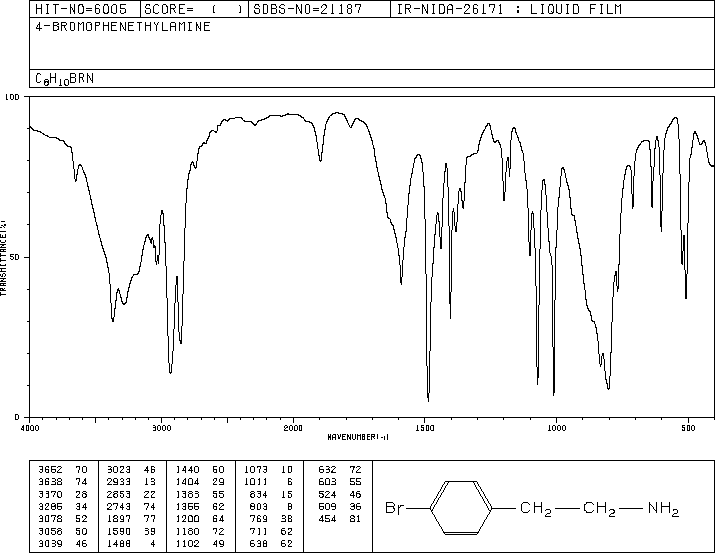 HIT-NO=6005 SCORE= ( ) SDBS-NO=21187 IR-NIDA-26171 : LIQUID FILM
4-BROMOPHENETHYLAMINE
C8H10BRN
100
50
0
TRANSMITTANCE(%)
4000 3000 2000 1500 1000 500
WAVENUMBER(-1)
3662 70 3023 46 1440 50 1073 10 632 72
3638 74 2933 13 1404 29 1011 6 603 55
3370 28 2853 22 1383 55 834 15 524 46
3285 34 2743 74 1356 62 803 8 509 36
3078 52 1897 77 1200 64 769 38 454 81
3056 50 1590 39 1180 72 711 62
3039 46 1488 4 1102 49 638 62
Br CH2 CH2 NH2